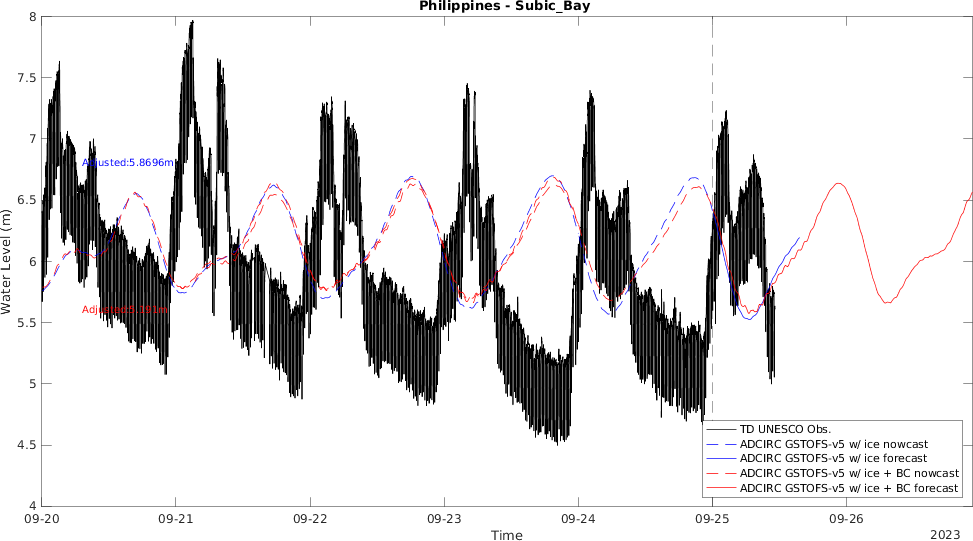 Philippines - Subic_Bay
8
7.5
7
6.5
6
5.5
5
4.5
4
Water Level (m)
Adjusted:5.8696m
Adjusted:5.191m
TD UNESCO Obs.
ADCIRC GSTOFS-v5 w/ ice nowcast
ADCIRC GSTOFS-v5 w/ ice forecast
ADCIRC GSTOFS-v5 w/ ice + BC nowcast
ADCIRC GSTOFS-v5 w/ ice + BC forecast
09-20 09-21 09-22 09-23 09-24 09-25 09-26
Time
2023